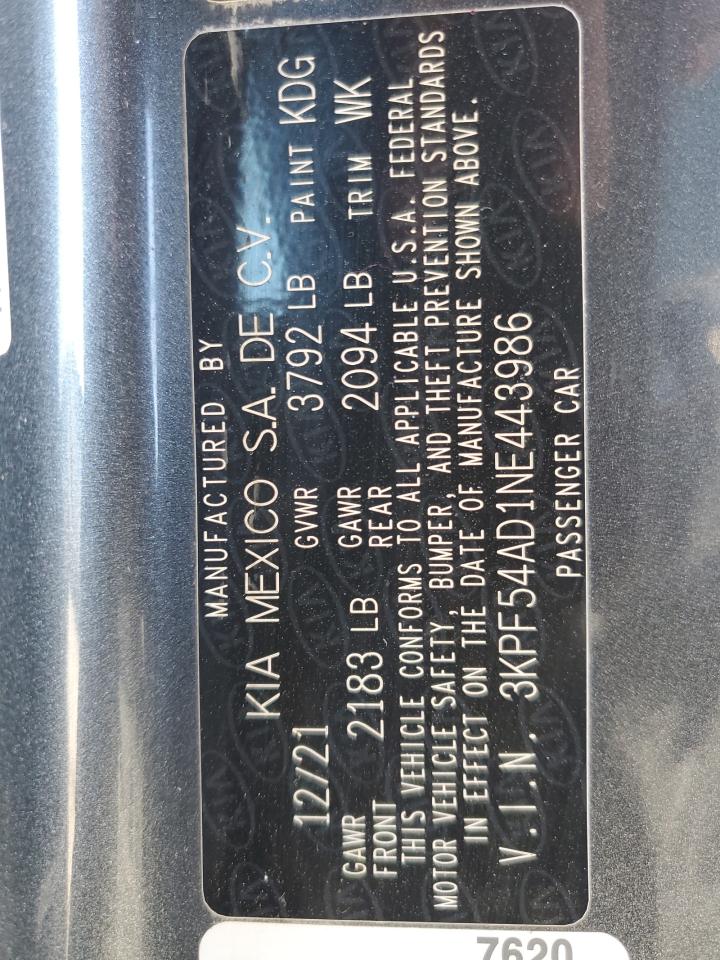 MANUFACTURED BY
KIA MEXICO S.A. DE C.V.
12/21 GVWR 3792 LB PAINT KDG
GAWR FRONT 2183 LB GAWR REAR 2094 LB TRIM WK
THIS VEHICLE CONFORMS TO ALL APPLICABLE U.S.A. FEDERAL
MOTOR VEHICLE SAFETY, BUMPER, AND THEFT PREVENTION STANDARDS
IN EFFECT ON THE DATE OF MANUFACTURE SHOWN ABOVE.
V.I.N. 3KPF54AD1NE443986
PASSENGER CAR
7620